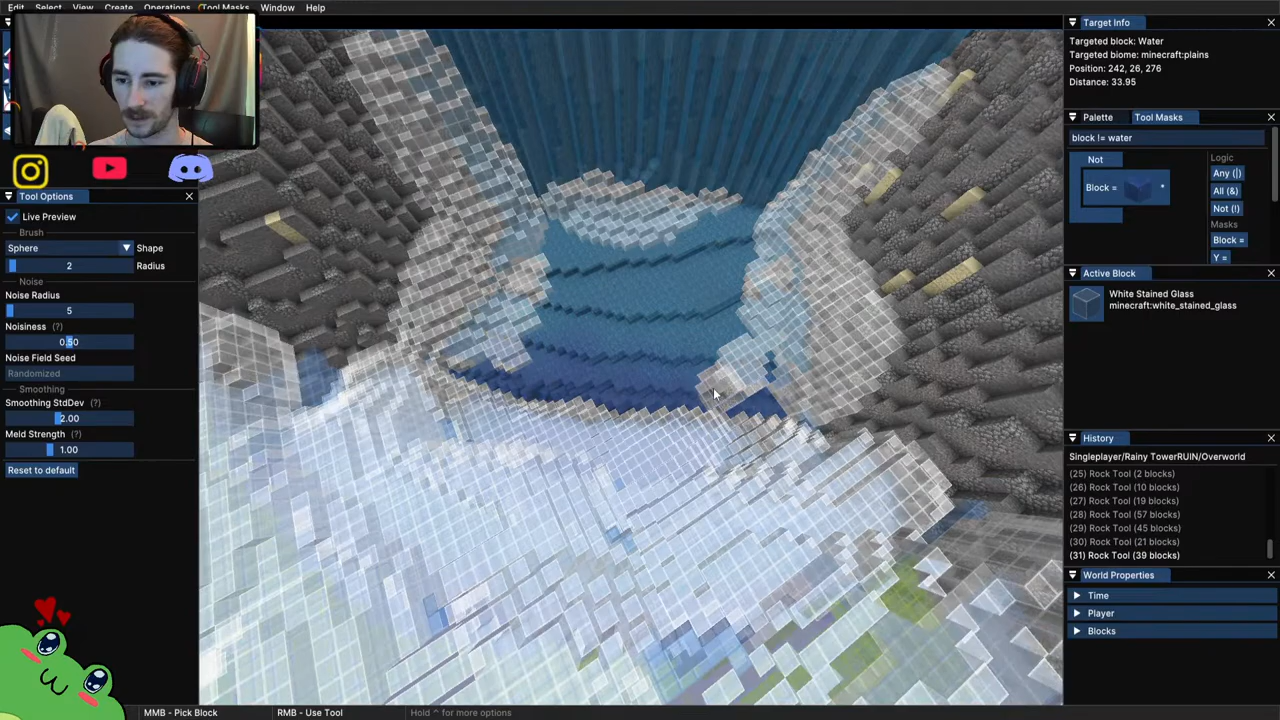 Edit Select View Create Operations Tool Masks Window Help
Target Info
Targeted block: Water
Targeted biome: minecraft:plains
Position: 242, 26, 276
Distance: 33.95
Palette Tool Masks
block != water
Not
Block = *
Logic
Any (|)
All (&)
Not (!)
Masks
Block =
Y =
Tool Options
Live Preview
Brush
Sphere Shape
2 Radius
Noise
Noise Radius
5
Noisiness (?)
0.50
Noise Field Seed
Randomized
Smoothing
Smoothing StdDev (?)
2.00
Meld Strength (?)
1.00
Reset to default
Active Block
White Stained Glass
minecraft:white_stained_glass
History
Singleplayer/Rainy TowerRUIN/Overworld
(25) Rock Tool (2 blocks)
(26) Rock Tool (10 blocks)
(27) Rock Tool (19 blocks)
(28) Rock Tool (57 blocks)
(29) Rock Tool (45 blocks)
(30) Rock Tool (21 blocks)
(31) Rock Tool (39 blocks)
World Properties
Time
Player
Blocks
MMB - Pick Block RMB - Use Tool Hold ^ for more options